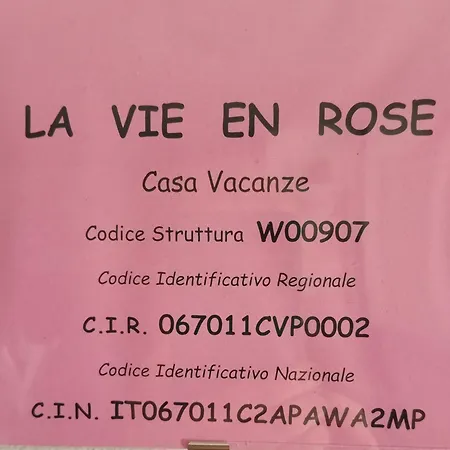 LA VIE EN ROSE
Casa Vacanze
Codice Struttura W00907
Codice Identificativo Regionale
C.I.R. 067011CVP0002
Codice Identificativo Nazionale
C.I.N. IT067011C2APAWA2MP